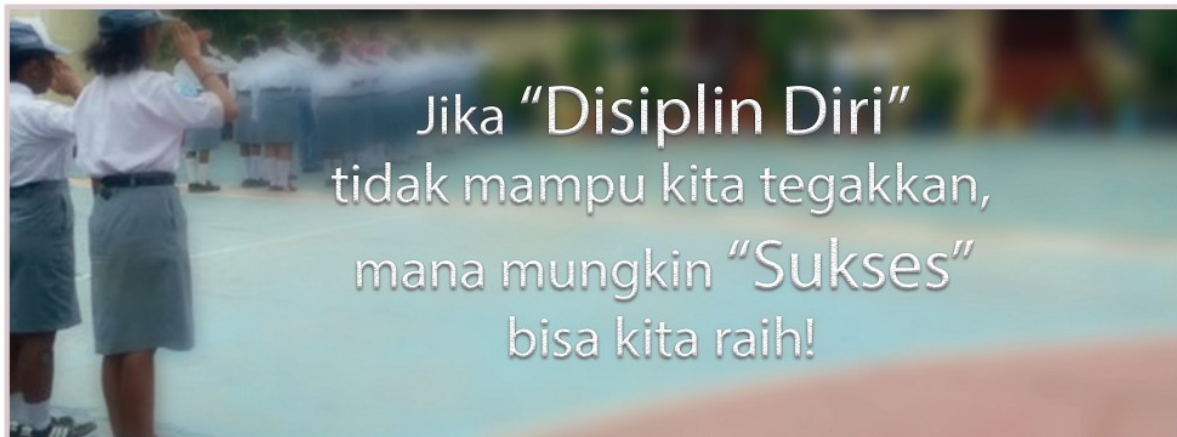 Jika “Disiplin Diri”
tidak mampu kita tegakkan,
mana mungkin “Sukses”
bisa kita raih!